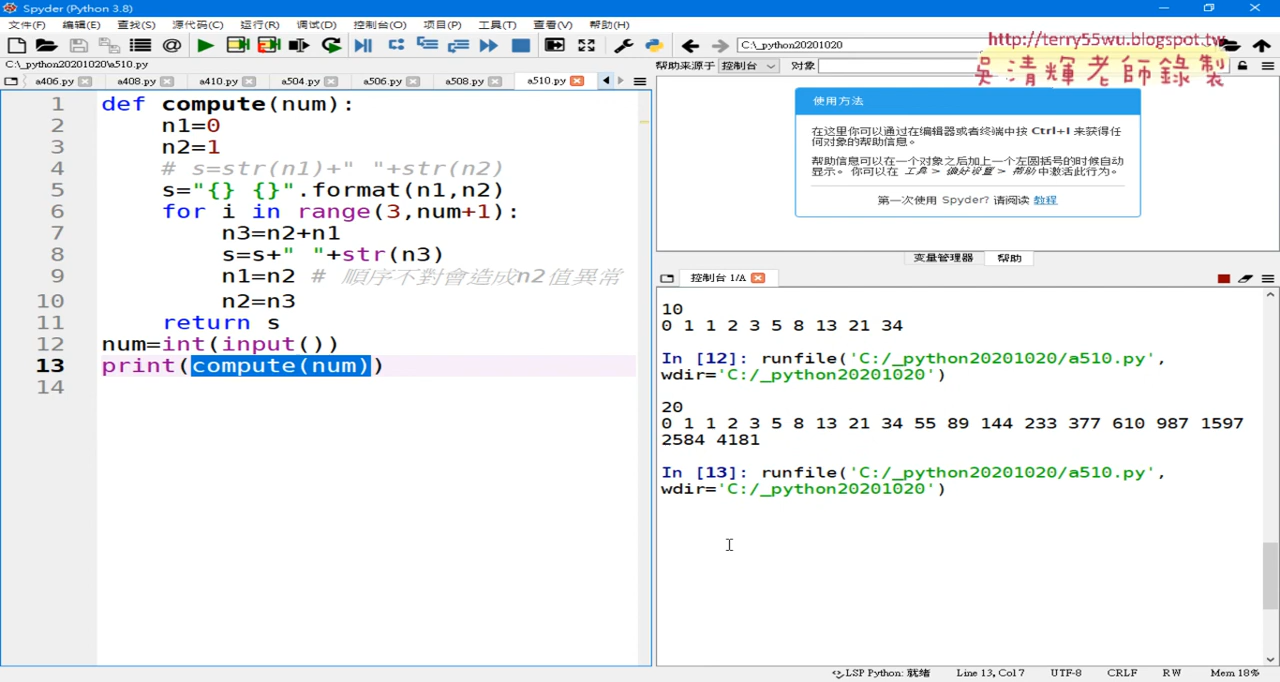 Spyder (Python 3.8)
文件(F) 编辑(E) 查找(S) 源代码(C) 运行(R) 调试(D) 控制台(O) 项目(P) 工具(T) 查看(V) 帮助(H)
C:\_python20201020
http://terry55wu.blogspot.tw
吳清輝老師錄製
C:\_python20201020\a510.py
帮助来源于 控制台 对象
a406.py a408.py a410.py a504.py a506.py a508.py a510.py
1 def compute(num):
2 n1=0
3 n2=1
4 # s=str(n1)+" "+str(n2)
5 s="{} {}".format(n1,n2)
6 for i in range(3,num+1):
7 n3=n2+n1
8 s=s+" "+str(n3)
9 n1=n2 # 順序不對會造成n2值異常
10 n2=n3
11 return s
12 num=int(input())
13 print(compute(num))
14
使用方法
在这里你可以通过在编辑器或者终端中按 Ctrl+I 来获得任
何对象的帮助信息。
帮助信息可以在一个对象之后加上一个左圆括号的时候自动
显示。 你可以在 工具 > 偏好设置 > 帮助 中激活此行为。
第一次使用 Spyder? 请阅读 教程
变量管理器 帮助
控制台 1/A
10
0 1 1 2 3 5 8 13 21 34
In [12]: runfile('C:/_python20201020/a510.py',
wdir='C:/_python20201020')
20
0 1 1 2 3 5 8 13 21 34 55 89 144 233 377 610 987 1597
2584 4181
In [13]: runfile('C:/_python20201020/a510.py',
wdir='C:/_python20201020')
LSP Python: 就绪 Line 13, Col 7 UTF-8 CRLF RW Mem 18%